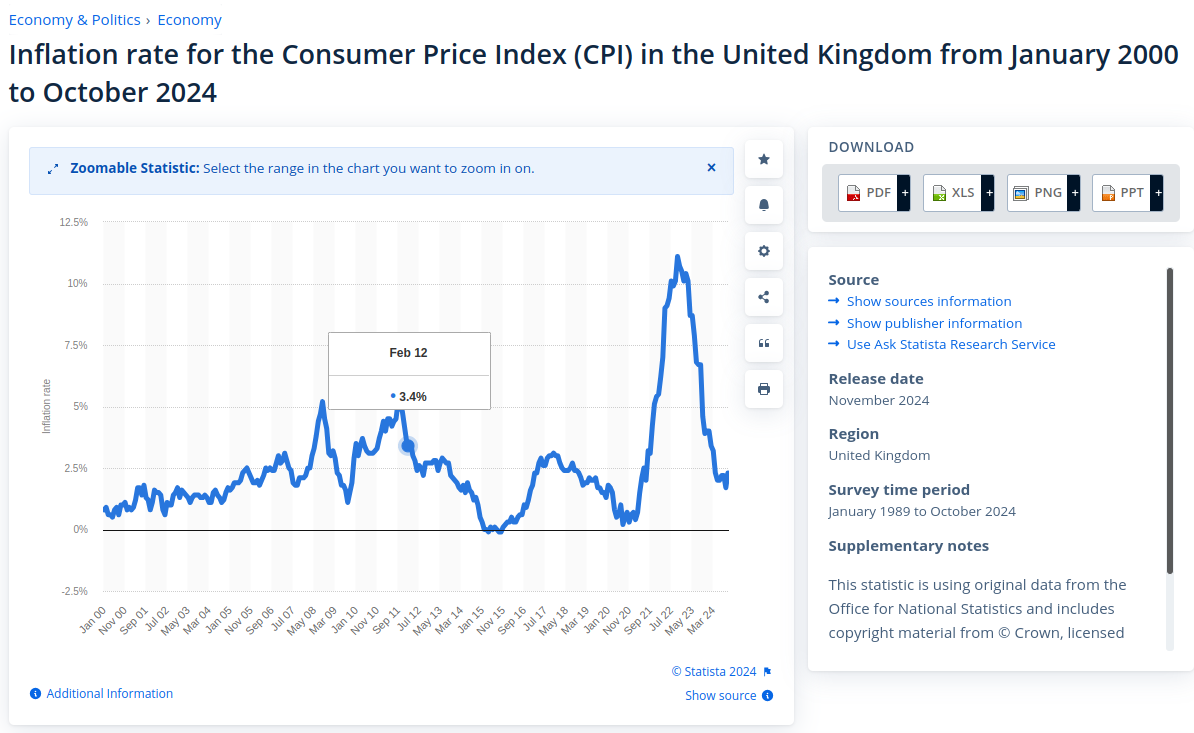 Economy & Politics › Economy
Inflation rate for the Consumer Price Index (CPI) in the United Kingdom from January 2000
to October 2024
Zoomable Statistic: Select the range in the chart you want to zoom in on.
×
12.5%
10%
7.5%
5%
2.5%
0%
-2.5%
Inflation rate
Feb 12
3.4%
Jan 00
Nov 00
Sep 01
Jul 02
May 03
Mar 04
Jan 05
Nov 05
Sep 06
Jul 07
May 08
Mar 09
Jan 10
Nov 10
Sep 11
Jul 12
May 13
Mar 14
Jan 15
Nov 15
Sep 16
Jul 17
May 18
Mar 19
Jan 20
Nov 20
Sep 21
Jul 22
May 23
Mar 24
© Statista 2024
Additional Information
Show source
DOWNLOAD
PDF + XLS + PNG + PPT +
Source
Show sources information
Show publisher information
Use Ask Statista Research Service
Release date
November 2024
Region
United Kingdom
Survey time period
January 1989 to October 2024
Supplementary notes
This statistic is using original data from the
Office for National Statistics and includes
copyright material from © Crown, licensed